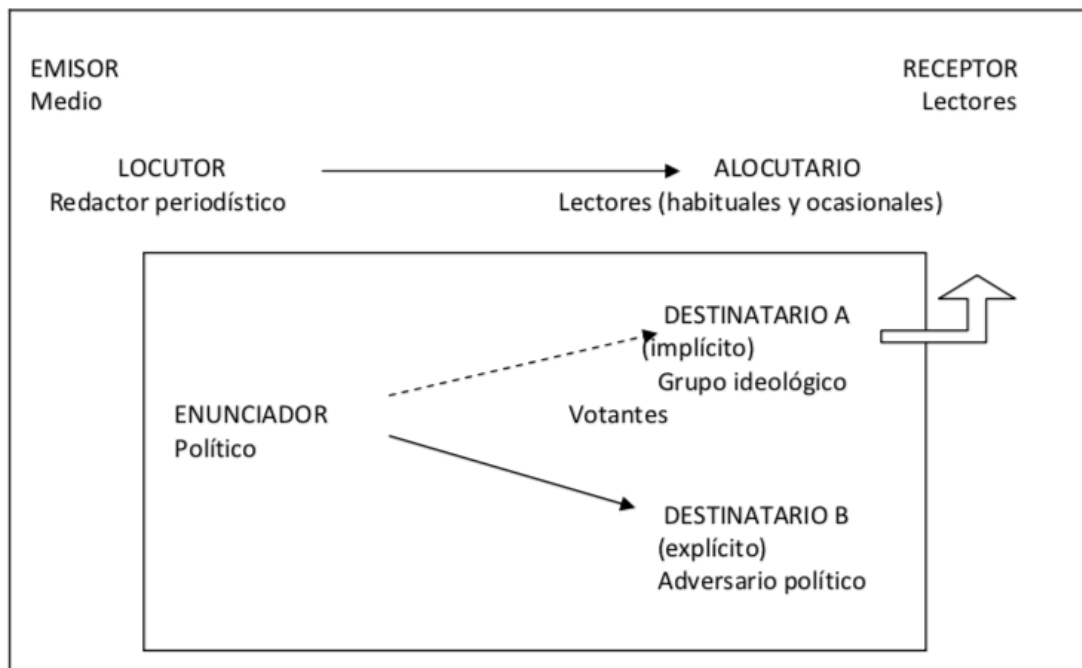 EMISOR
RECEPTOR
Medio
Lectores
LOCUTOR
ALOCUTARIO
Redactor periodístico
Lectores (habituales y ocasionales)
DESTINATARIO A
(implícito)
Grupo ideológico
ENUNCIADOR
Votantes
Político
DESTINATARIO B
(explícito)
Adversario político